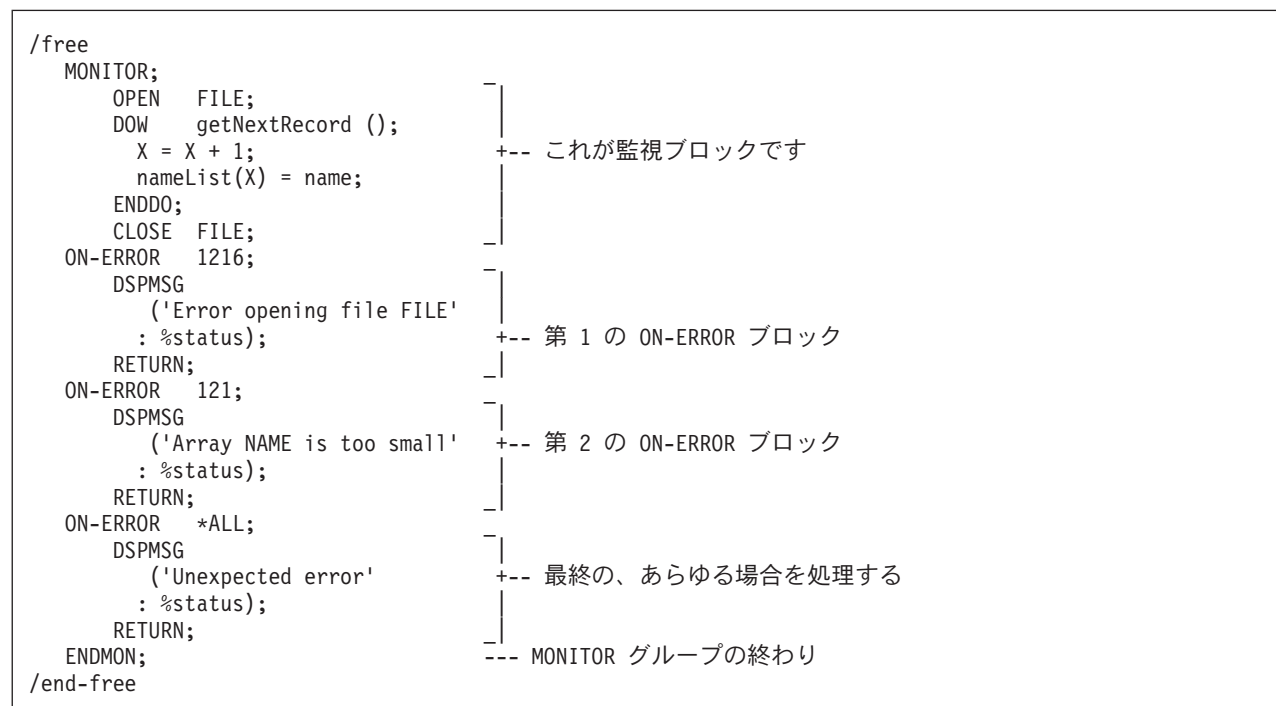 /free
   MONITOR;                            _
       OPEN   FILE;                     |
       DOW    getNextRecord ();         |
         X = X + 1;                     +-- これが監視ブロックです
         nameList(X) = name;            |
       ENDDO;                           |
       CLOSE  FILE;                    _|
   ON-ERROR   1216;                    _
       DSPMSG                           |
          ('Error opening file FILE'    |
         : %status);                    +-- 第 1 の ON-ERROR ブロック
       RETURN;                         _|
   ON-ERROR   121;                     _
       DSPMSG                           |
          ('Array NAME is too small'    +-- 第 2 の ON-ERROR ブロック
         : %status);                    |
       RETURN;                         _|
   ON-ERROR   *ALL;                    _
       DSPMSG                           |
          ('Unexpected error'           +-- 最終の、あらゆる場合を処理する
         : %status);                    |
       RETURN;                         _|
   ENDMON;                             --- MONITOR グループの終わり
/end-free